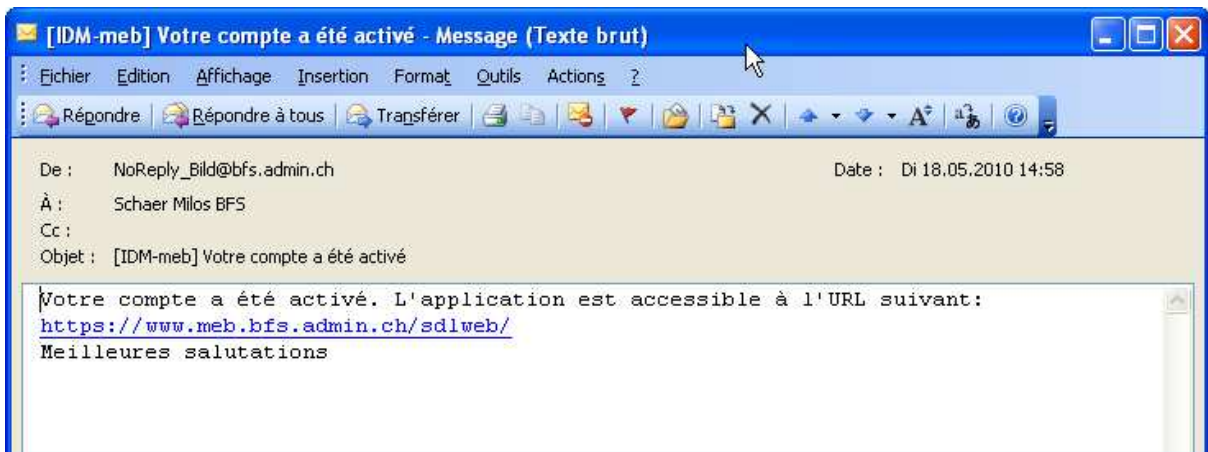 [IDM-meb] Votre compte a été activé - Message (Texte brut)
Fichier Edition Affichage Insertion Format Outils Actions ?
Répondre Répondre à tous Transférer
De : NoReply_Bild@bfs.admin.ch Date : Di 18.05.2010 14:58
À : Schaer Milos BFS
Cc :
Objet : [IDM-meb] Votre compte a été activé
Votre compte a été activé. L'application est accessible à l'URL suivant:
https://www.meb.bfs.admin.ch/sdlweb/
Meilleures salutations